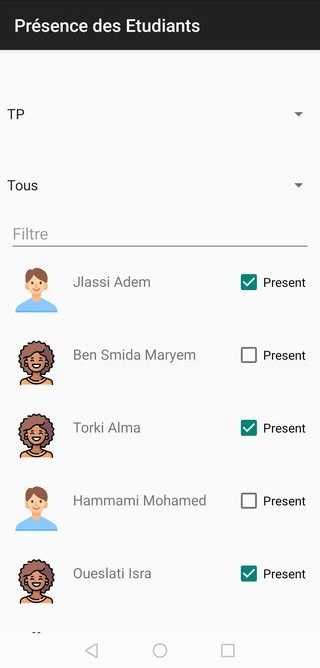 Présence des Etudiants
TP
Tous
Filtre
Jlassi Adem Present
Ben Smida Maryem Present
Torki Alma Present
Hammami Mohamed Present
Oueslati Isra Present